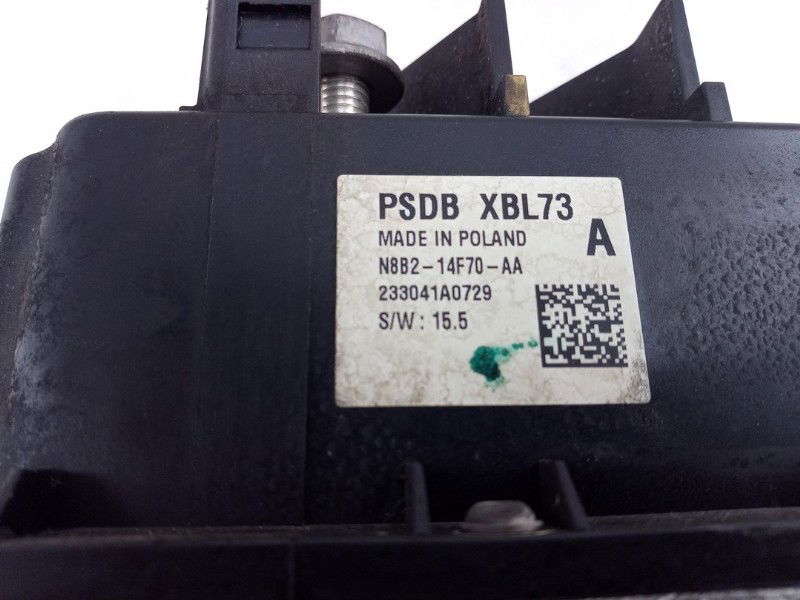 PSDB XBL73
MADE IN POLAND A
N8B2-14F70-AA
233041A0729
S/W: 15.5